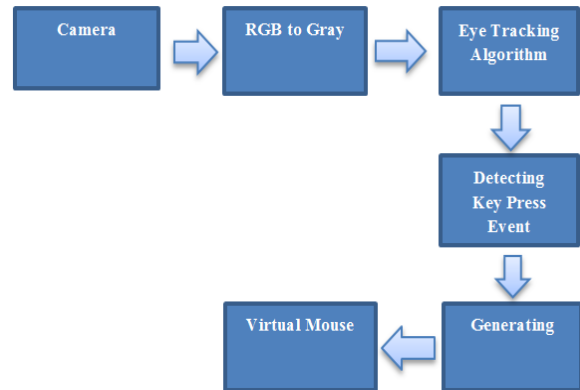 Camera
RGB to Gray
Eye Tracking
Algorithm
Detecting
Key Press
Event
Generating
Virtual Mouse